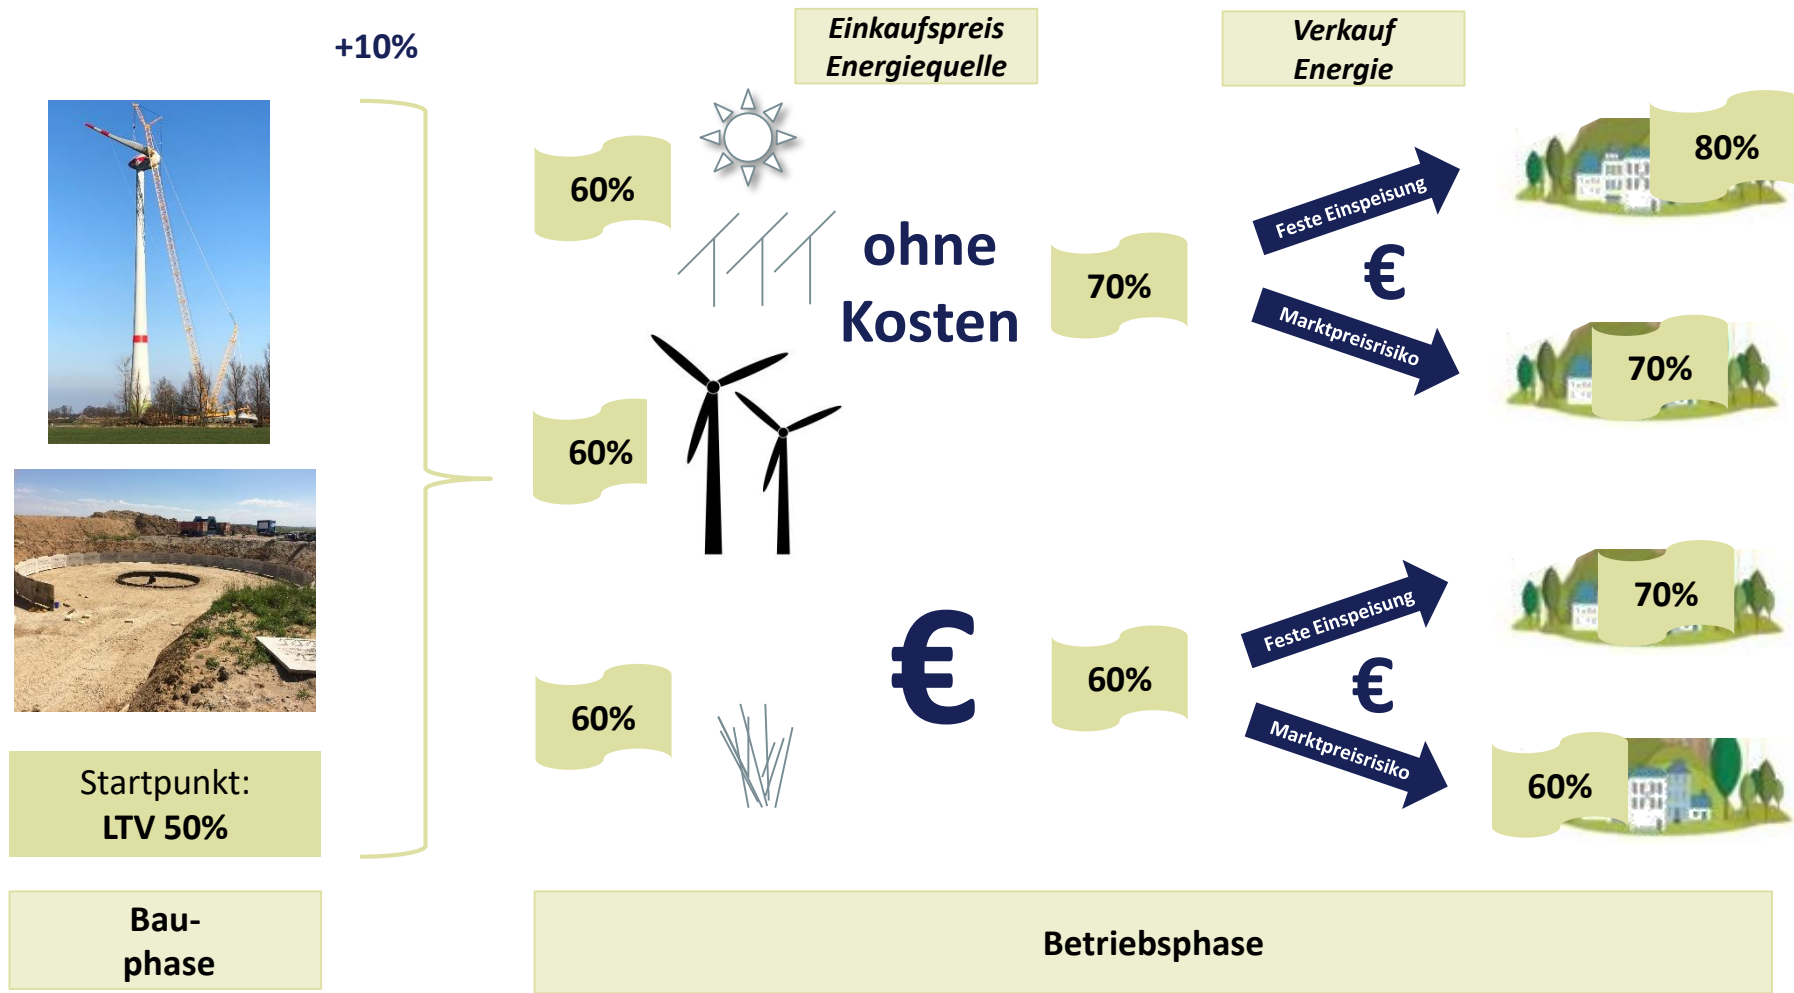 +10%
Einkaufspreis
Energiequelle
Verkauf
Energie
60%
ohne
Kosten
70%
Feste Einspeisung
€
Marktpreisrisiko
80%
70%
60%
60%
€
60%
Feste Einspeisung
€
Marktpreisrisiko
70%
60%
Startpunkt:
LTV 50%
Bau-
phase
Betriebsphase